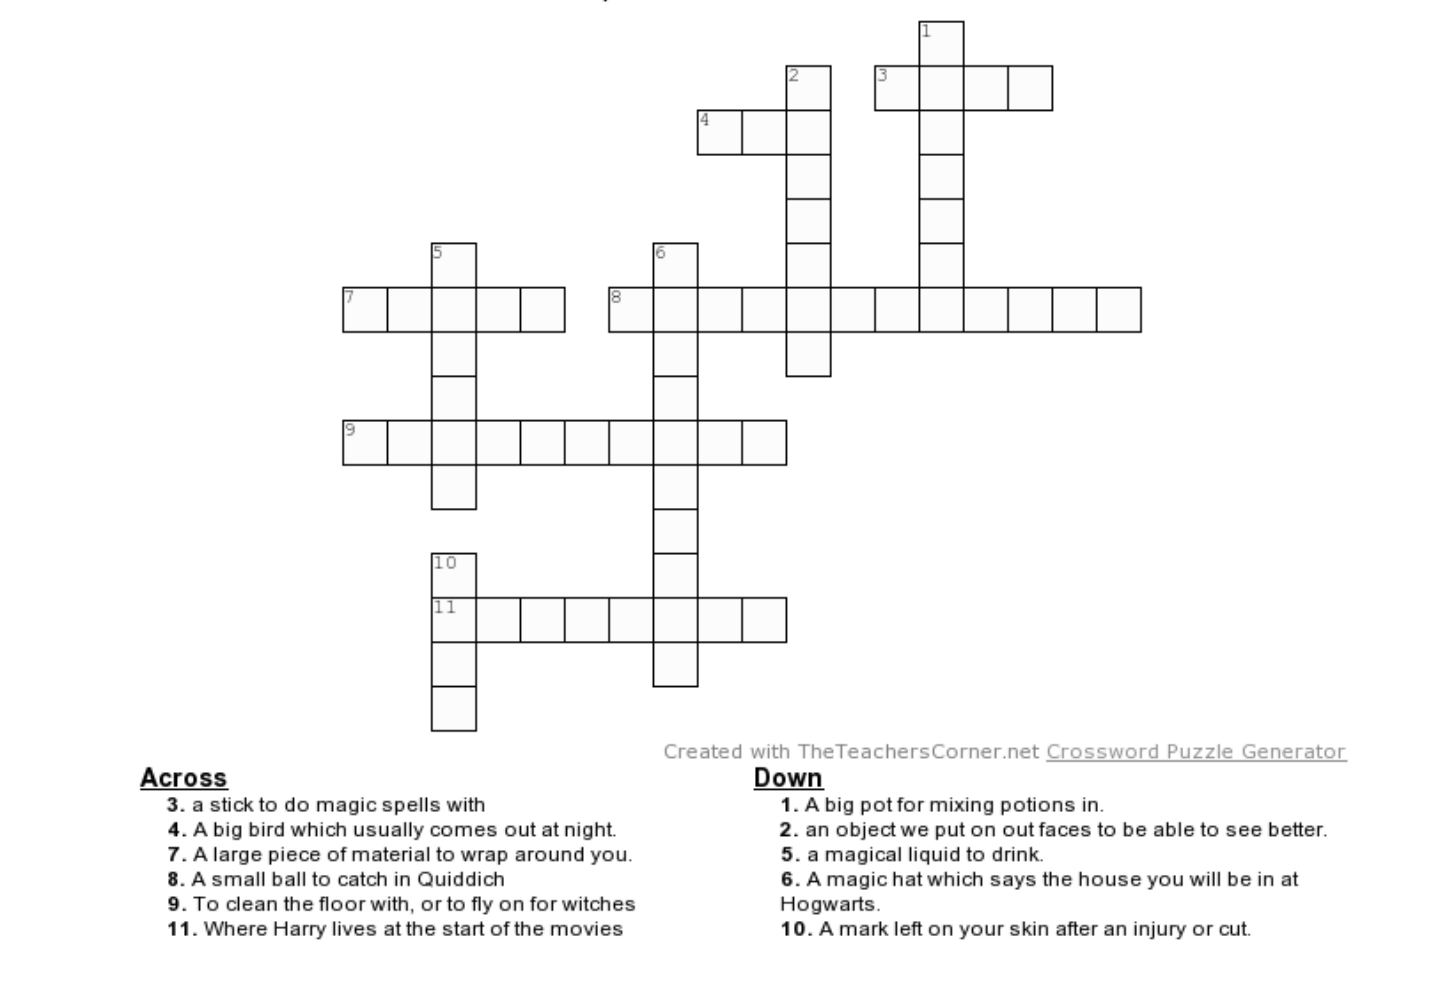 1
2 3
4
5 6
7 8
9
10
11
Created with TheTeachersCorner.net Crossword Puzzle Generator
Across
3. a stick to do magic spells with
4. A big bird which usually comes out at night.
7. A large piece of material to wrap around you.
8. A small ball to catch in Quiddich
9. To clean the floor with, or to fly on for witches
11. Where Harry lives at the start of the movies
Down
1. A big pot for mixing potions in.
2. an object we put on out faces to be able to see better.
5. a magical liquid to drink.
6. A magic hat which says the house you will be in at
Hogwarts.
10. A mark left on your skin after an injury or cut.